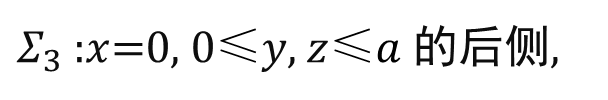 Σ₃ :x=0, 0⩽y, z⩽a 的后侧,